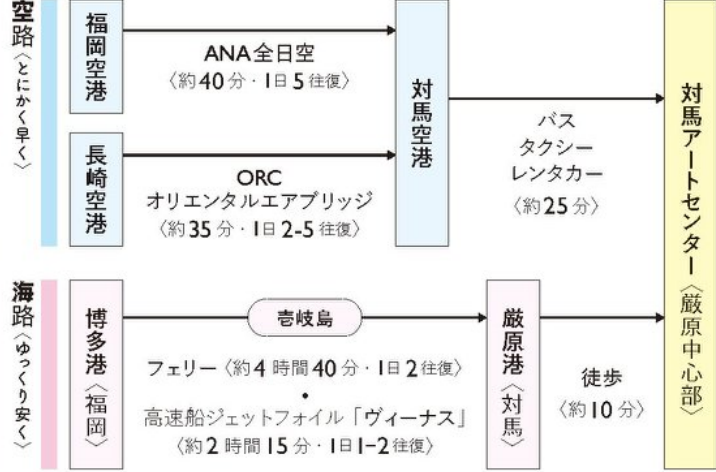 空路〈とにかく早く〉
福岡空港
ANA全日空
〈約40分・1日5往復〉
長崎空港
ORC
オリエンタルエアブリッジ
〈約35分・1日2-5往復〉
対馬空港
バス
タクシー
レンタカー
〈約25分〉
対馬アートセンター〈厳原中心部〉
海路〈ゆっくり安く〉
博多港〈福岡〉
壱岐島
フェリー〈約4時間40分・1日2往復〉
・
高速船ジェットフォイル「ヴィーナス」
〈約2時間15分・1日1-2往復〉
厳原港〈対馬〉
徒歩
〈約10分〉